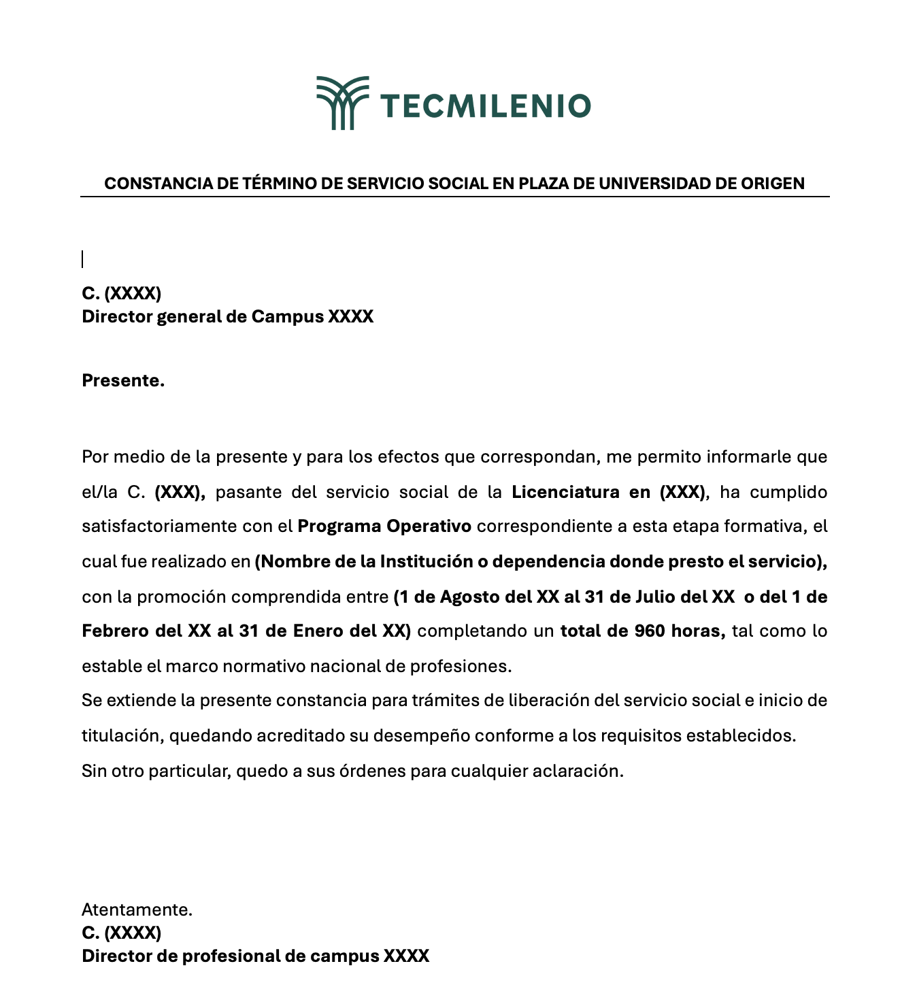 TECMILENIO
CONSTANCIA DE TÉRMINO DE SERVICIO SOCIAL EN PLAZA DE UNIVERSIDAD DE ORIGEN
C. (XXXX)
Director general de Campus XXXX
Presente.
Por medio de la presente y para los efectos que correspondan, me permito informarle que
el/la C. (XXX), pasante del servicio social de la Licenciatura en (XXX), ha cumplido
satisfactoriamente con el Programa Operativo correspondiente a esta etapa formativa, el
cual fue realizado en (Nombre de la Institución o dependencia donde presto el servicio),
con la promoción comprendida entre (1 de Agosto del XX al 31 de Julio del XX  o del 1 de
Febrero del XX al 31 de Enero del XX) completando un total de 960 horas, tal como lo
estable el marco normativo nacional de profesiones.
Se extiende la presente constancia para trámites de liberación del servicio social e inicio de
titulación, quedando acreditado su desempeño conforme a los requisitos establecidos.
Sin otro particular, quedo a sus órdenes para cualquier aclaración.
Atentamente.
C. (XXXX)
Director de profesional de campus XXXX